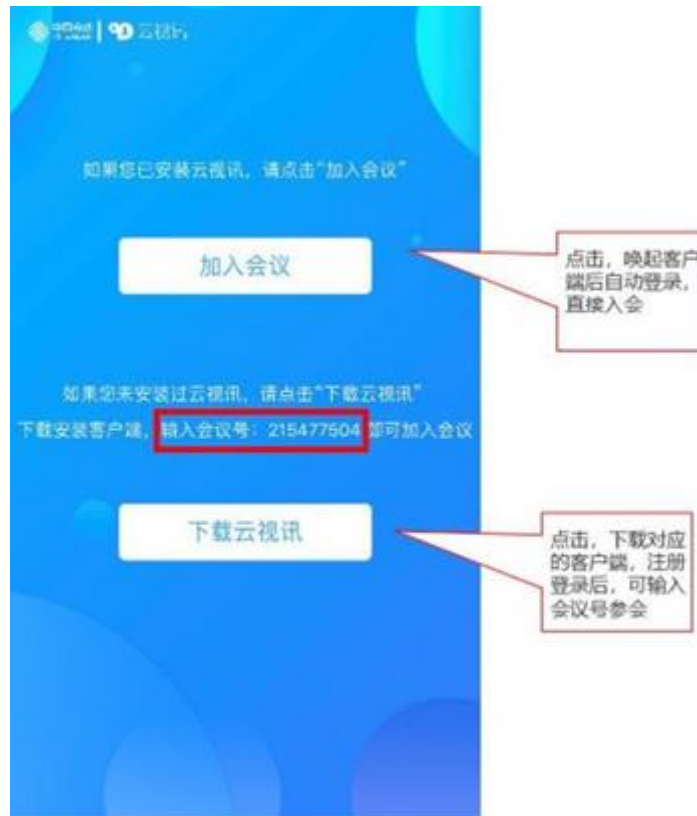 云视讯
如果您已安装云视讯，请点击“加入会议”
加入会议
点击，唤起客户
端后自动登录，
直接入会
如果您未安装过云视讯，请点击“下载云视讯”
下载安装客户端，输入会议号：215477504 即可加入会议
下载云视讯
点击，下载对应
的客户端，注册
登录后，可输入
会议号参会